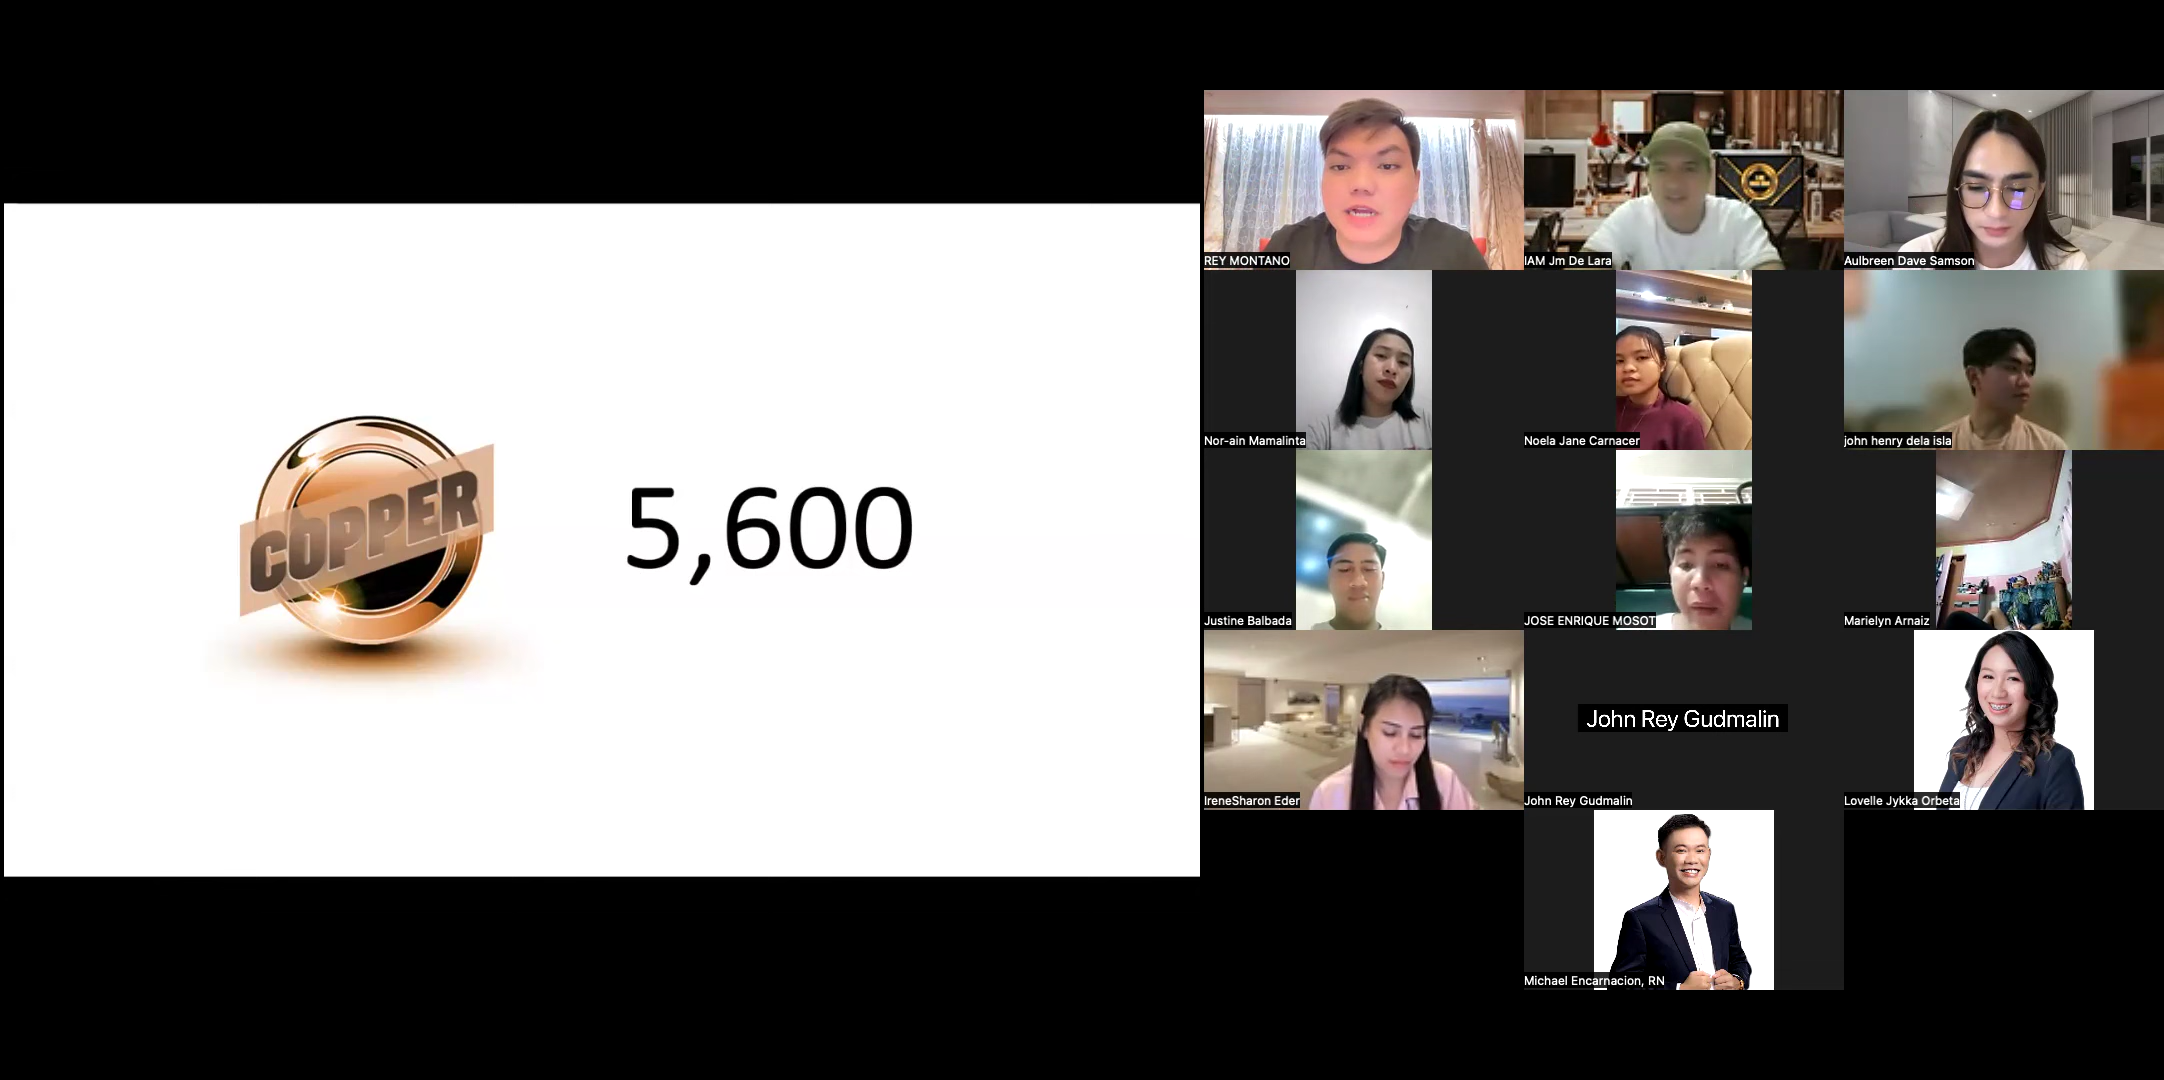 COPPER
5,600
REY MONTANO
IAM Jm De Lara
Aulbreen Dave Samson
Nor-ain Mamalinta
Noela Jane Carnacer
john henry dela isla
Justine Balbada
JOSE ENRIQUE MOSOT
Marielyn Arnaiz
IreneSharon Eder
John Rey Gudmalin
John Rey Gudmalin
Lovelle Jykka Orbeta
Michael Encarnacion, RN